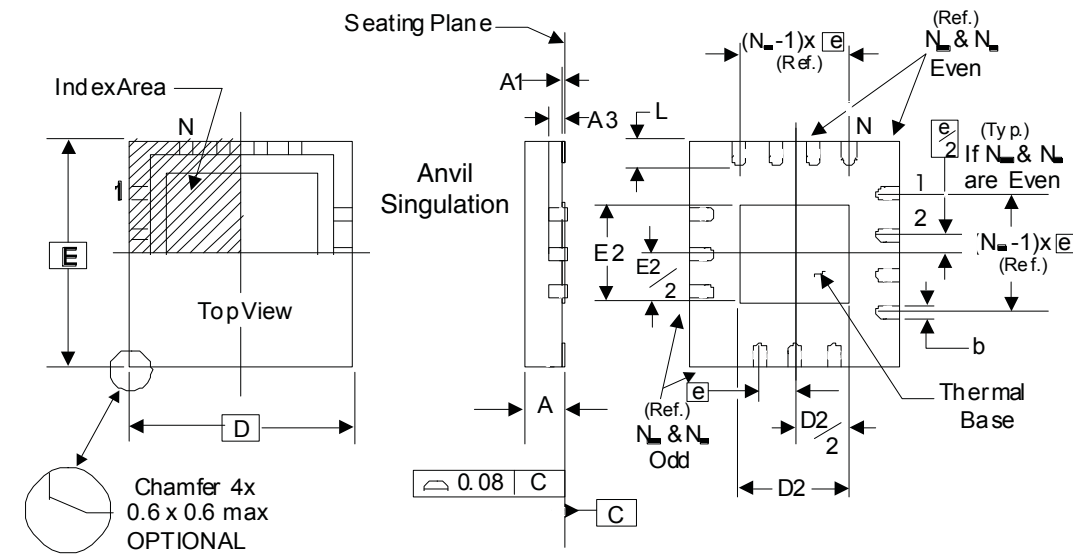 Seating Plane
(Ref.)
N & N
Even
(N -1)x e
(Ref.)
A1
Index Area
A3
L
N
N
e/2
(Typ.)
If N & N
are Even
Anvil
Singulation
1
1
2
E
E2
E2/2
(N -1)x e
(Ref.)
Top View
b
e
Thermal
Base
A
(Ref.)
N & N
Odd
D2/2
D
0.08 C
D2
Chamfer 4x
0.6 x 0.6 max
OPTIONAL
C